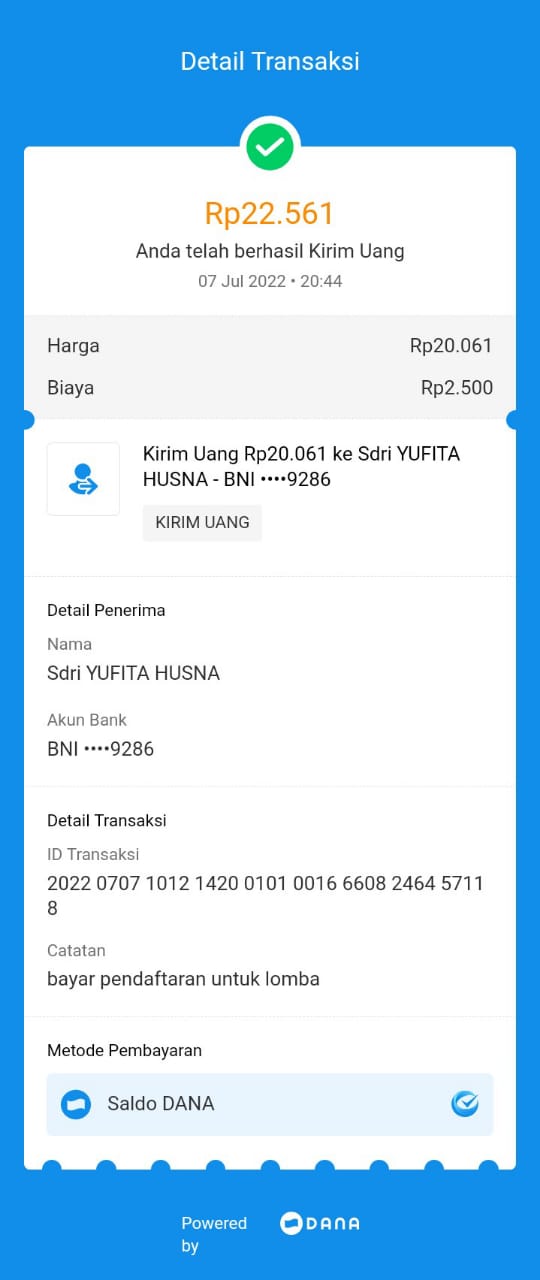 Detail Transaksi
Rp22.561
Anda telah berhasil Kirim Uang
07 Jul 2022 • 20:44
Harga Rp20.061
Biaya Rp2.500
Kirim Uang Rp20.061 ke Sdri YUFITA
HUSNA - BNI ••••9286
KIRIM UANG
Detail Penerima
Nama
Sdri YUFITA HUSNA
Akun Bank
BNI ••••9286
Detail Transaksi
ID Transaksi
2022 0707 1012 1420 0101 0016 6608 2464 5711
8
Catatan
bayar pendaftaran untuk lomba
Metode Pembayaran
Saldo DANA
Powered
by
DANA